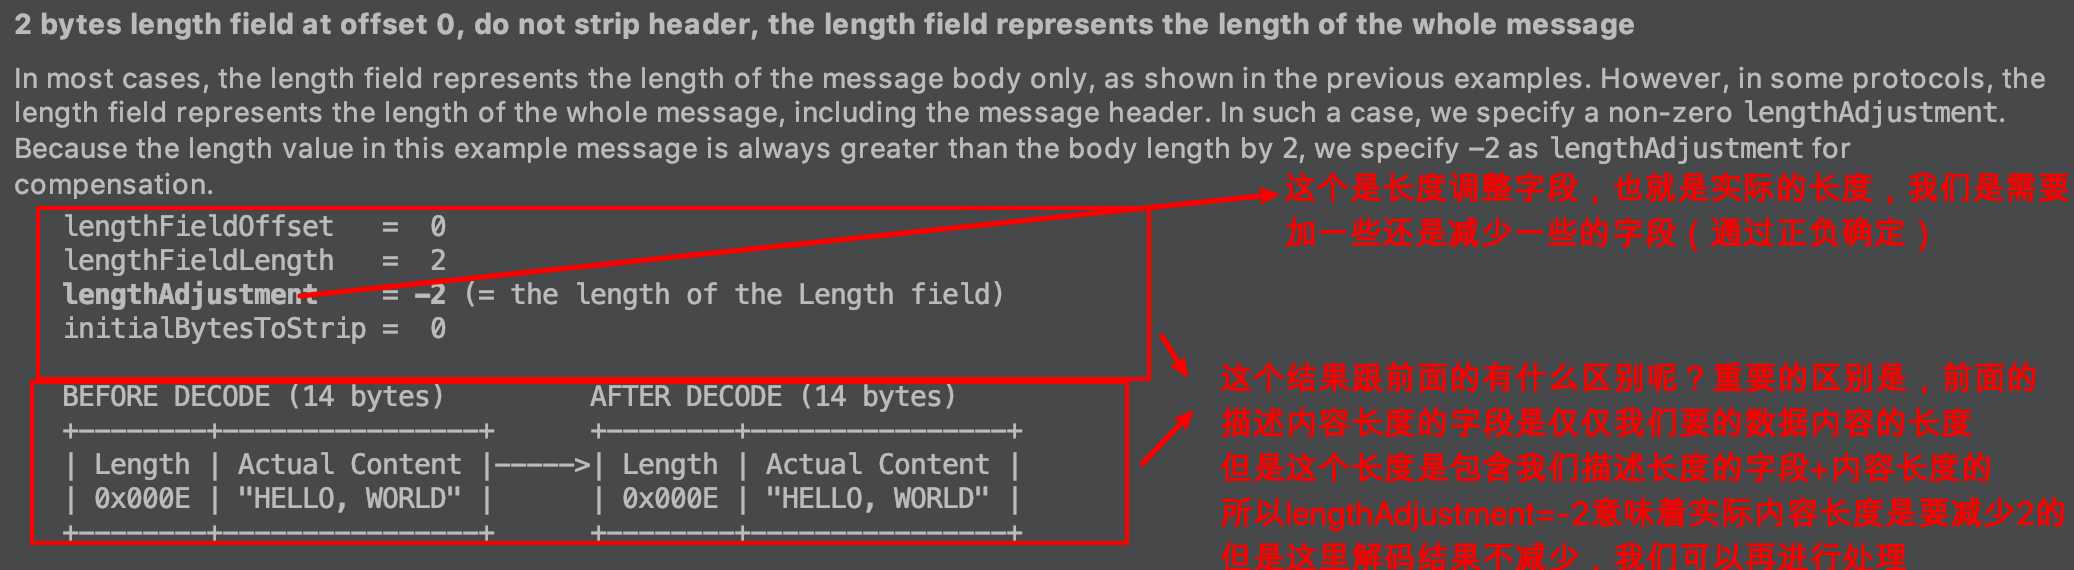 2 bytes length field at offset 0, do not strip header, the length field represents the length of the whole message
In most cases, the length field represents the length of the message body only, as shown in the previous examples. However, in some protocols, the
length field represents the length of the whole message, including the message header. In such a case, we specify a non-zero lengthAdjustment.
Because the length value in this example message is always greater than the body length by 2, we specify –2 as lengthAdjustment for
compensation.
这个是长度调整字段，也就是实际的长度，我们是需要
加一些还是减少一些的字段（通过正负确定）
lengthFieldOffset   =  0
lengthFieldLength   =  2
lengthAdjustment    = –2 (= the length of the Length field)
initialBytesToStrip =  0
这个结果跟前面的有什么区别呢？重要的区别是，前面的
描述内容长度的字段是仅仅我们要的数据内容的长度
但是这个长度是包含我们描述长度的字段+内容长度的
所以lengthAdjustment=-2意味着实际内容长度是要减少2的
但是这里解码结果不减少，我们可以再进行处理
BEFORE DECODE (14 bytes)         AFTER DECODE (14 bytes)
+--------+----------------+      +--------+----------------+
| Length | Actual Content |----->| Length | Actual Content |
| 0x000E | "HELLO, WORLD" |      | 0x000E | "HELLO, WORLD" |
+--------+----------------+      +--------+----------------+